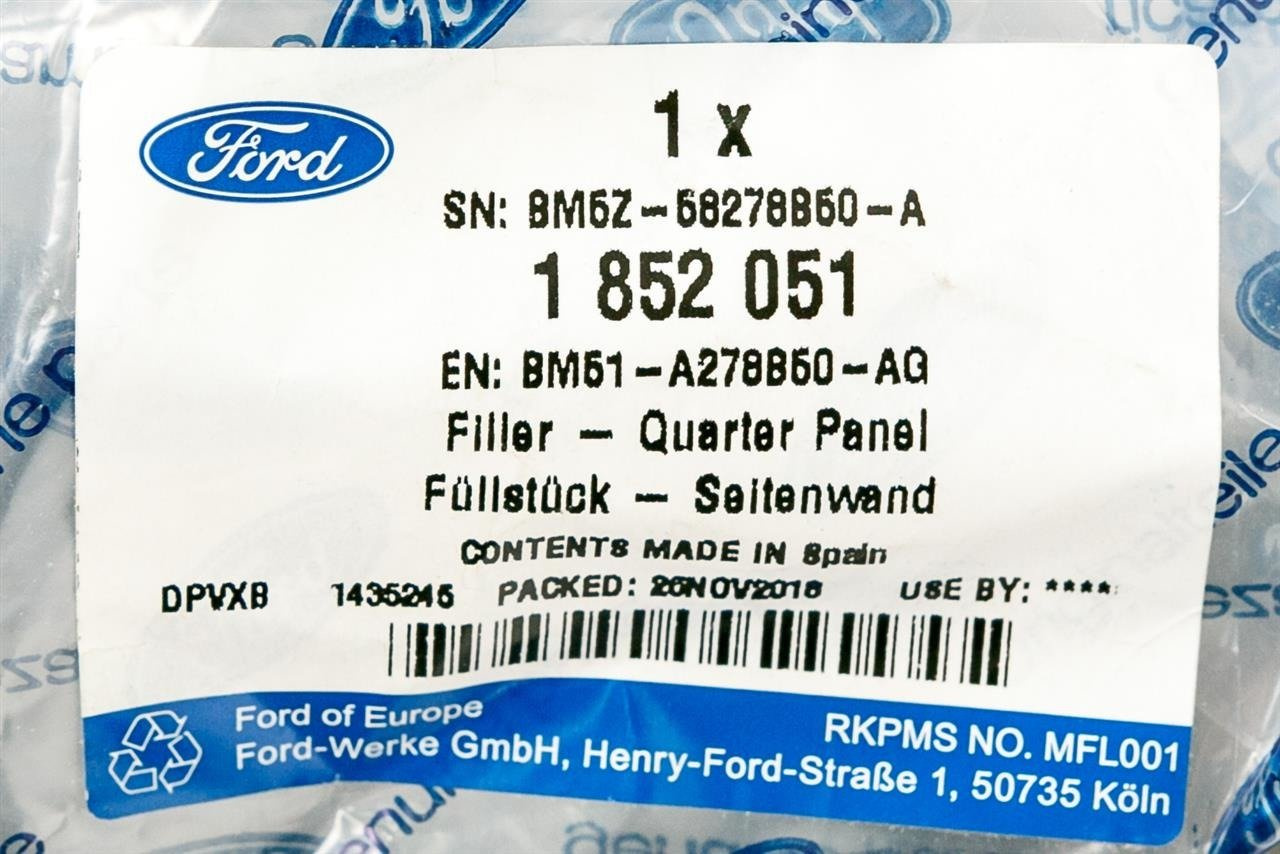 Ford
1 x
SN: BM5Z-58278B50-A
1 852 051
EN: BM51-A278B50-AG
Filler - Quarter Panel
Füllstück - Seitenwand
CONTENTS MADE IN Spain
DPVXB 1435245 PACKED: USE BY: ****
Ford of Europe
Ford-Werke GmbH, Henry-Ford-Straße 1, 50735 Köln
RKPMS NO. MFL001